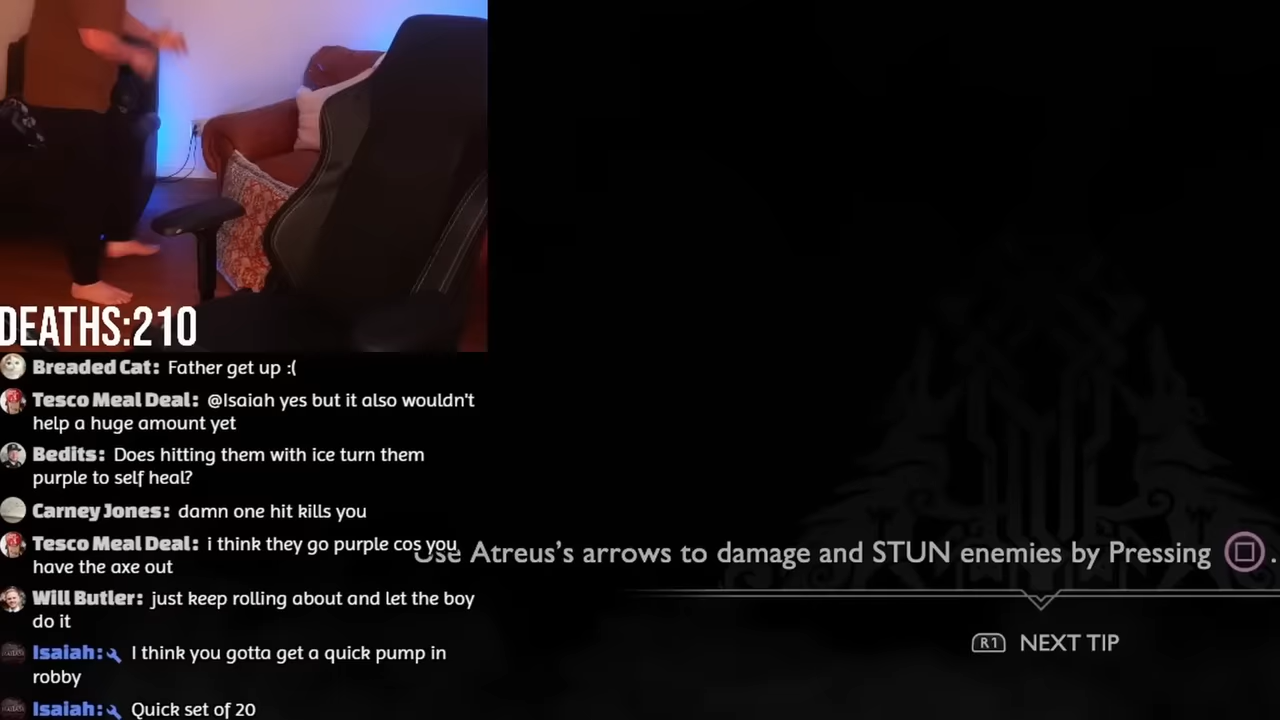 DEATHS:210
Breaded Cat: Father get up :(
Tesco Meal Deal: @Isaiah yes but it also wouldn't
help a huge amount yet
Bedits: Does hitting them with ice turn them
purple to self heal?
Carney Jones: damn one hit kills you
Tesco Meal Deal: i think they go purple cos you
have the axe out
Will Butler: just keep rolling about and let the boy
do it
Isaiah: I think you gotta get a quick pump in
robby
Isaiah: Quick set of 20
Use Atreus's arrows to damage and STUN enemies by Pressing .
R1 NEXT TIP